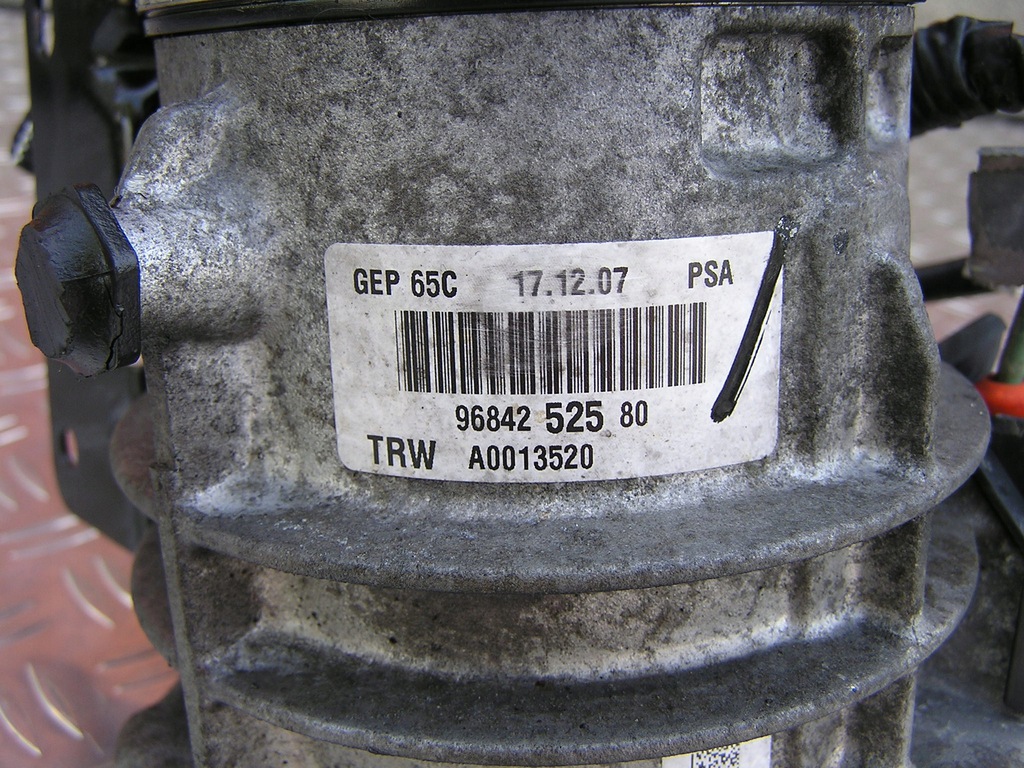 GEP 65C 17.12.07 PSA
96842 525 80
TRW A0013520